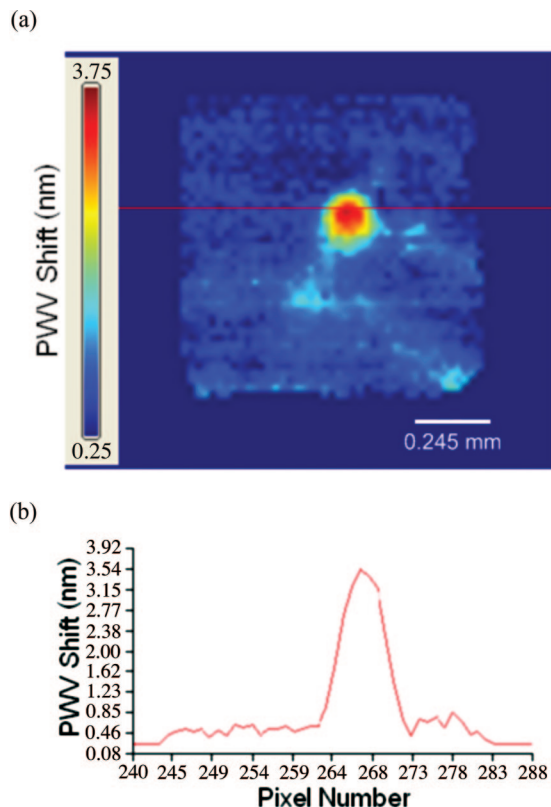 (a)
3.75
PWV Shift (nm)
0.25
0.245 mm
(b)
PWV Shift (nm)
3.92
3.54
3.15
2.77
2.38
2.00
1.62
1.23
0.85
0.46
0.08
240 245 249 254 259 263 268 273 278 283 288
Pixel Number